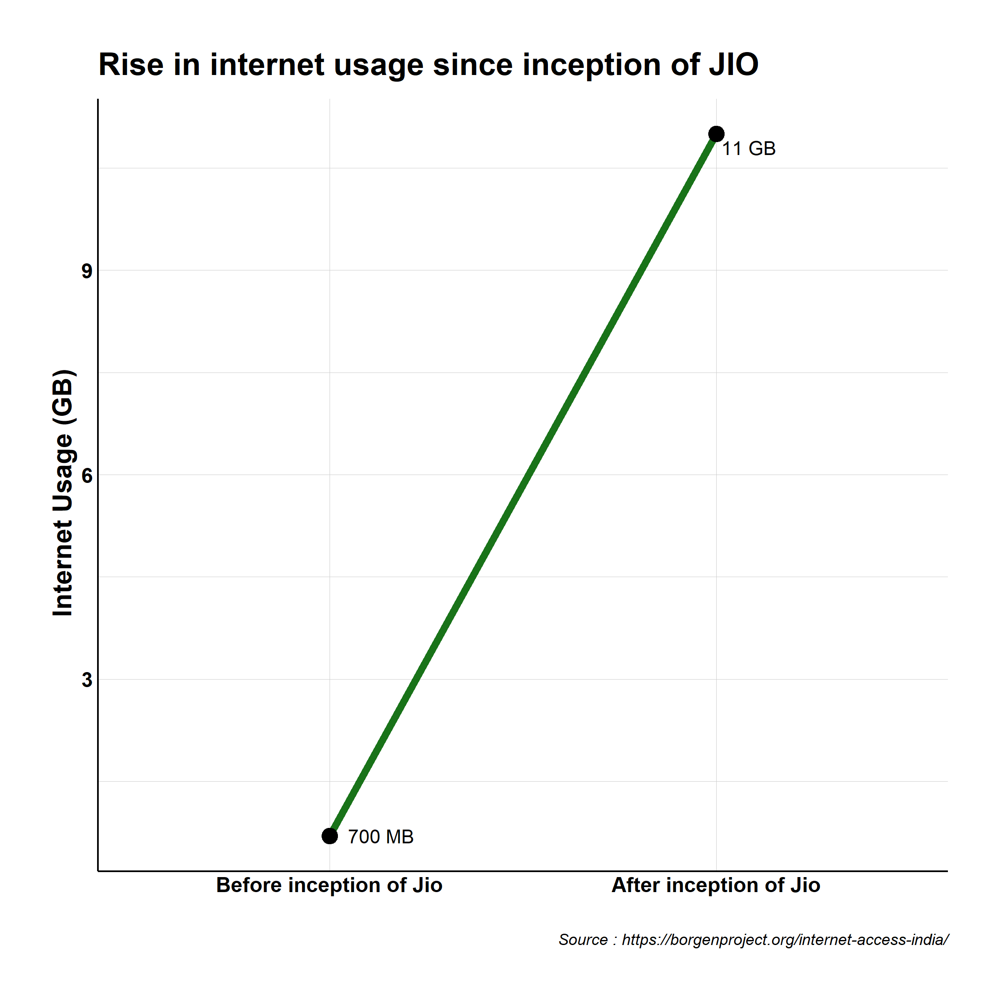 Rise in internet usage since inception of JIO
11 GB
9
6
3
Internet Usage (GB)
700 MB
Before inception of Jio
After inception of Jio
Source : https://borgenproject.org/internet-access-india/